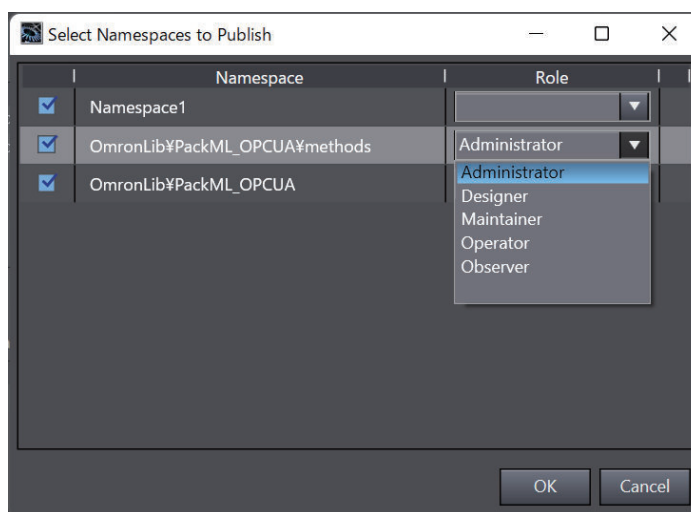 Select Namespaces to Publish
Namespace Role
Namespace1
OmronLib¥PackML_OPCUA¥methods Administrator
OmronLib¥PackML_OPCUA
Administrator
Designer
Maintainer
Operator
Observer
OK Cancel